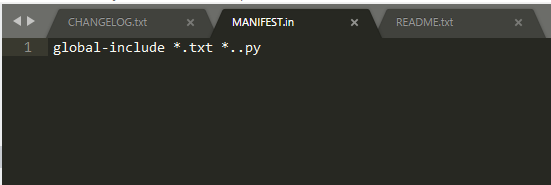 CHANGELOG.txt
MANIFEST.in
README.txt
1 global-include *.txt *..py